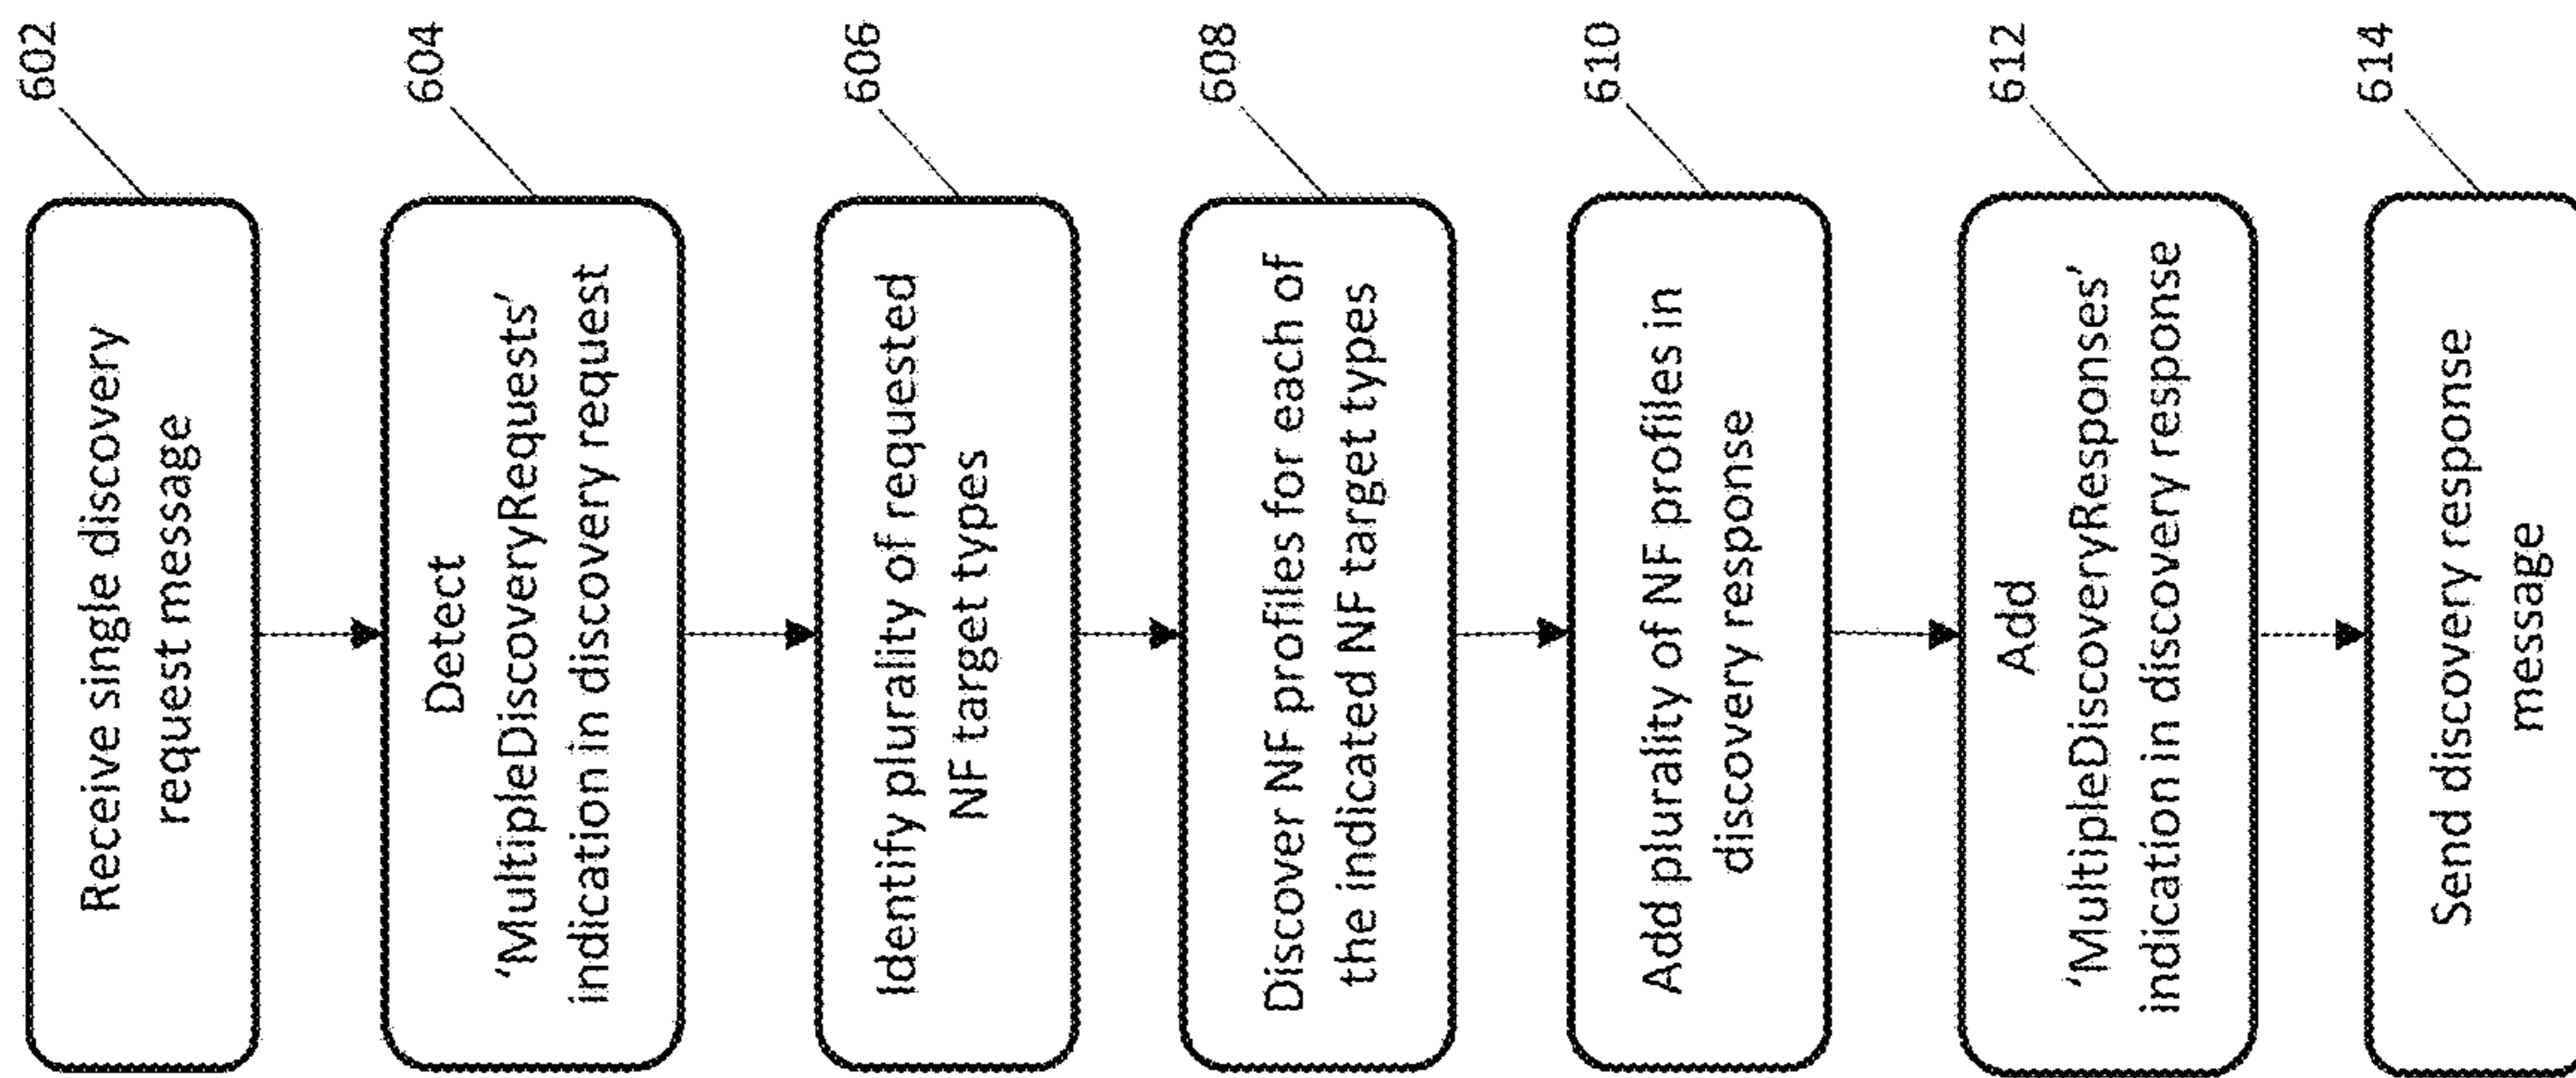 602
Receive single discovery
request message
604
Detect
‘MultipleDiscoveryRequests’
indication in discovery request
606
Identify plurality of requested
NF target types
608
Discover NF profiles for each of
the indicated NF target types
610
Add plurality of NF profiles in
discovery response
612
Add
‘MultipleDiscoveryResponses’
indication in discovery response
614
Send discovery response
message